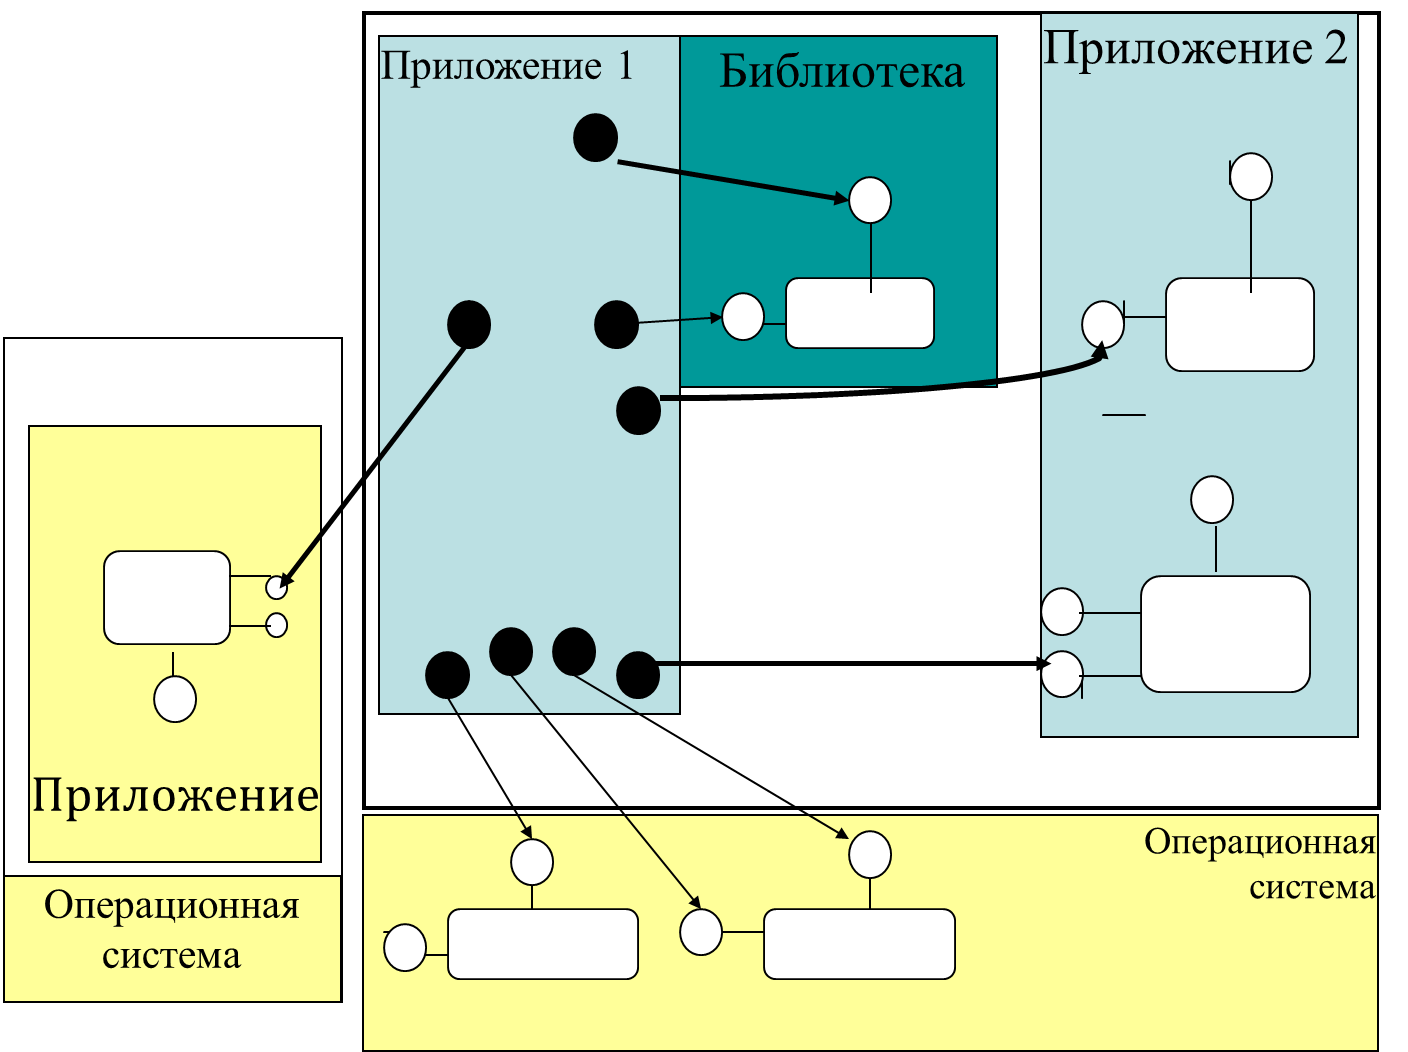 Приложение 1
Библиотека
Приложение 2
Приложение
Операционная
система
Операционная
система